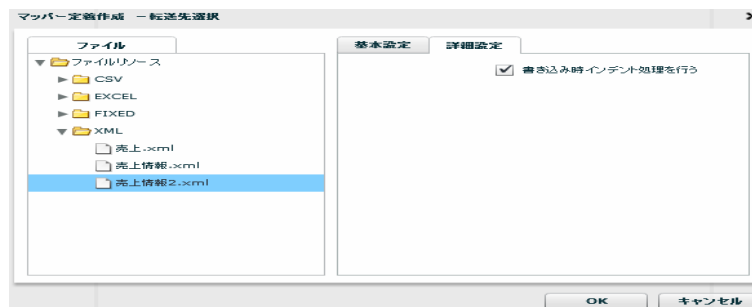 マッパー定義作成 －転送先選択
ファイル
ファイルリソース
CSV
EXCEL
FIXED
XML
売上.xml
売上情報.xml
売上情報2.xml
基本設定 詳細設定
書き込み時インデント処理を行う
OK キャンセル